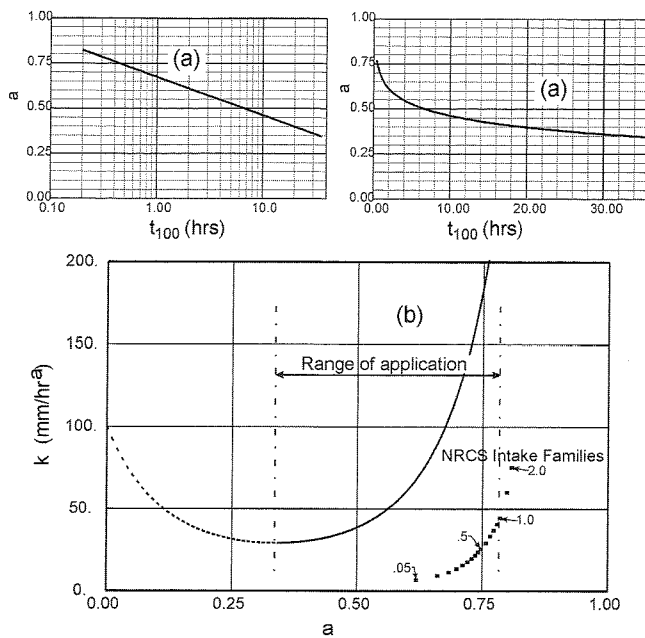 1.00
(a)
0.75
a
0.50
0.25
0.00
0.10 1.00 10.0
t100 (hrs)
1.00
0.75
a
(a)
0.50
0.25
0.00
0.00 10.00 20.00 30.00
t100 (hrs)
200.
(b)
150.
Range of application
k (mm/hr^a)
100.
NRCS Intake Families
2.0
50.
1.0
.5
.05
0.
0.00 0.25 0.50 0.75 1.00
a